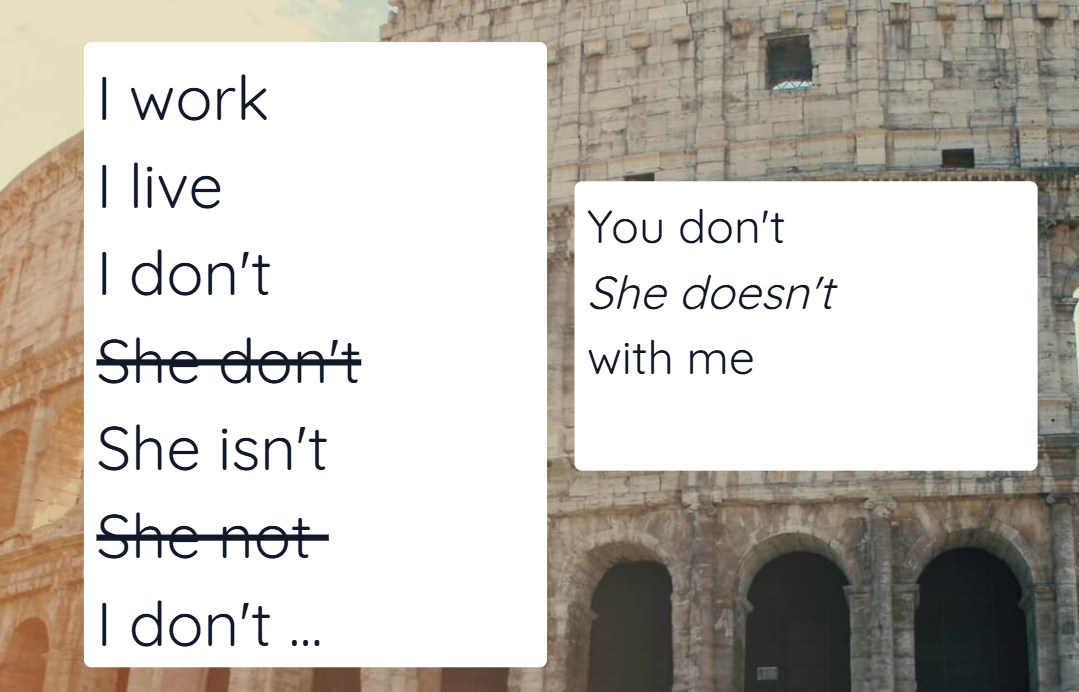 I work
I live
I don't
She don't
She isn't
She not
I don't ...
You don't
She doesn't
with me